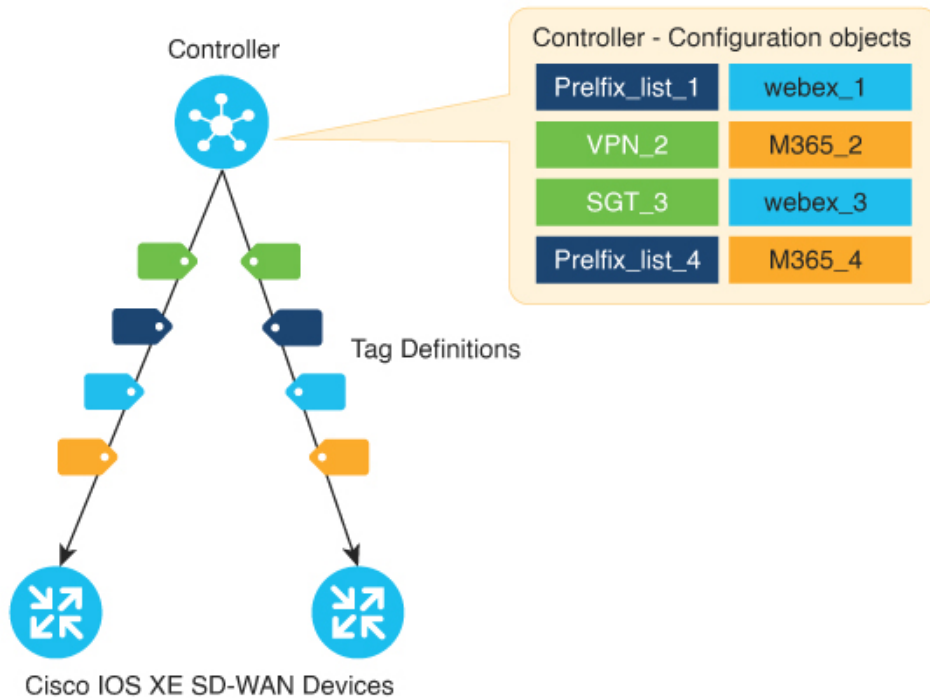 Controller
Controller - Configuration objects
Prelfix_list_1 webex_1
VPN_2 M365_2
SGT_3 webex_3
Prelfix_list_4 M365_4
Tag Definitions
Cisco IOS XE SD-WAN Devices